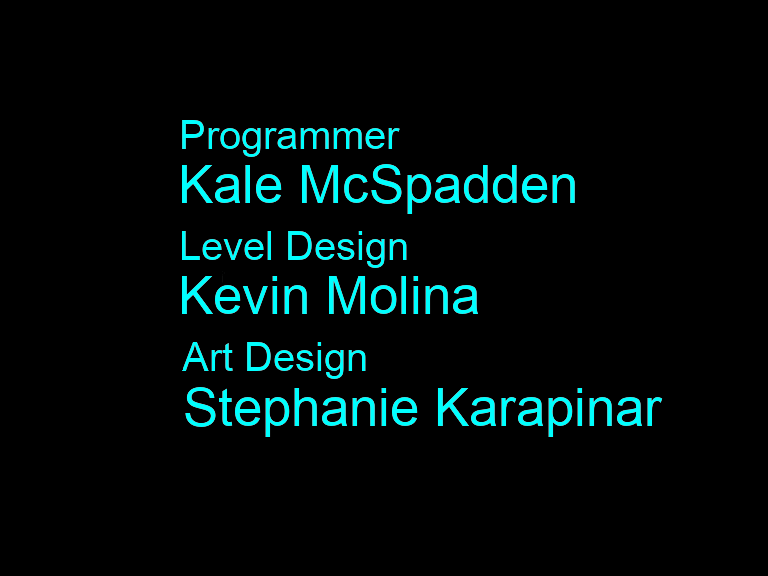 Programmer
Kale McSpadden
Level Design
Kevin Molina
Art Design
Stephanie Karapinar